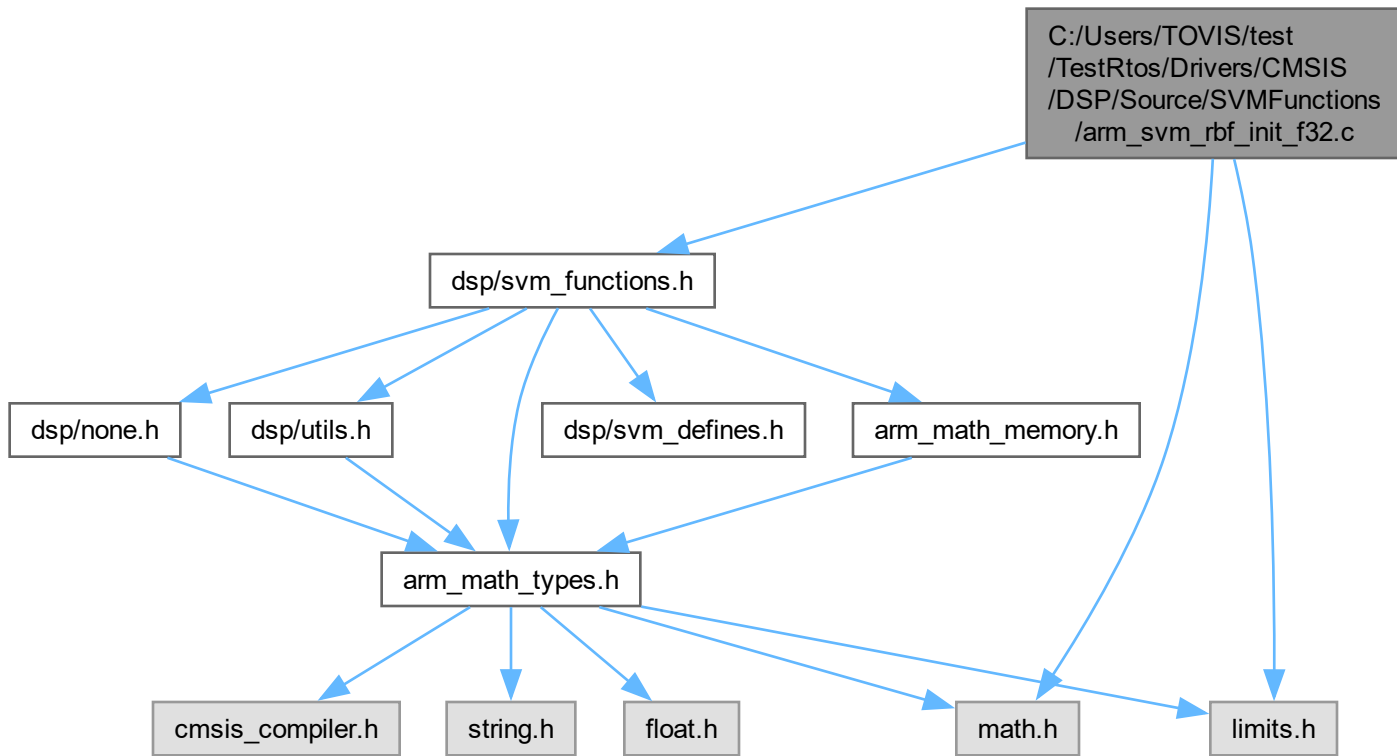 C:/Users/TOVIS/test
/TestRtos/Drivers/CMSIS
/DSP/Source/SVMFunctions
/arm_svm_rbf_init_f32.c
dsp/svm_functions.h
dsp/none.h
dsp/utils.h
dsp/svm_defines.h
arm_math_memory.h
arm_math_types.h
cmsis_compiler.h
string.h
float.h
math.h
limits.h